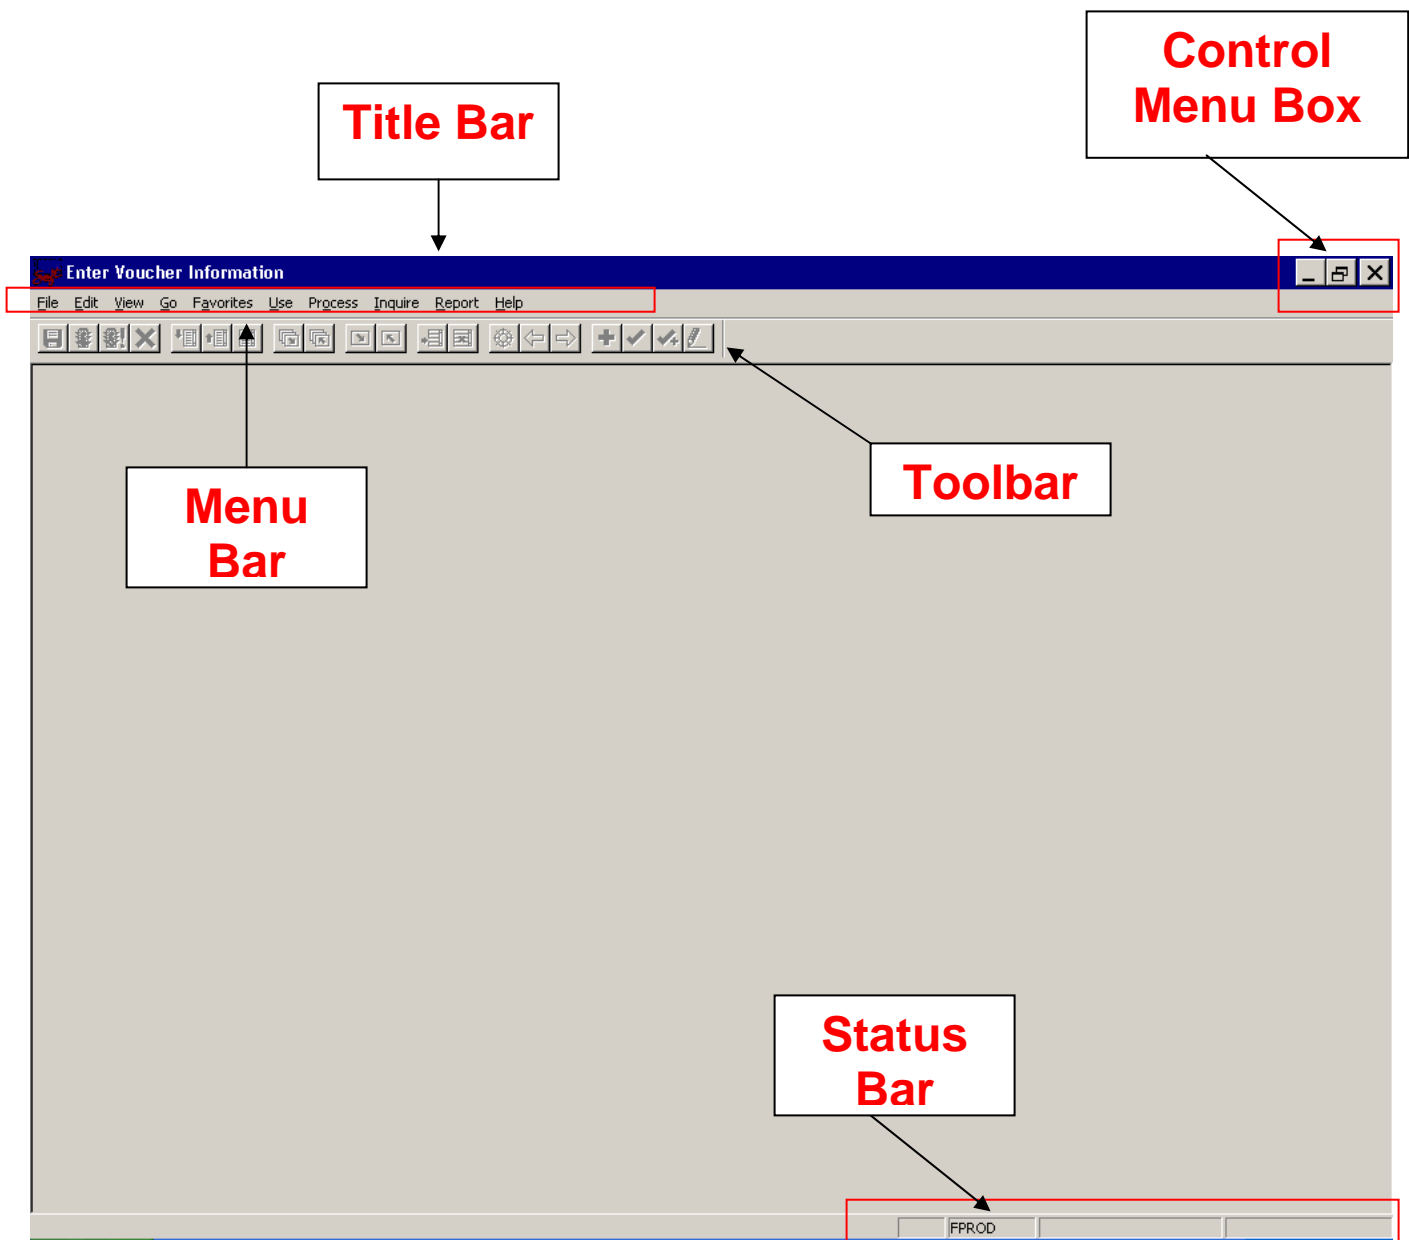 Control
Menu Box
Title Bar
Enter Voucher Information
File Edit View Go Favorites Use Process Inquire Report Help
Toolbar
Menu
Bar
Status
Bar
FPROD